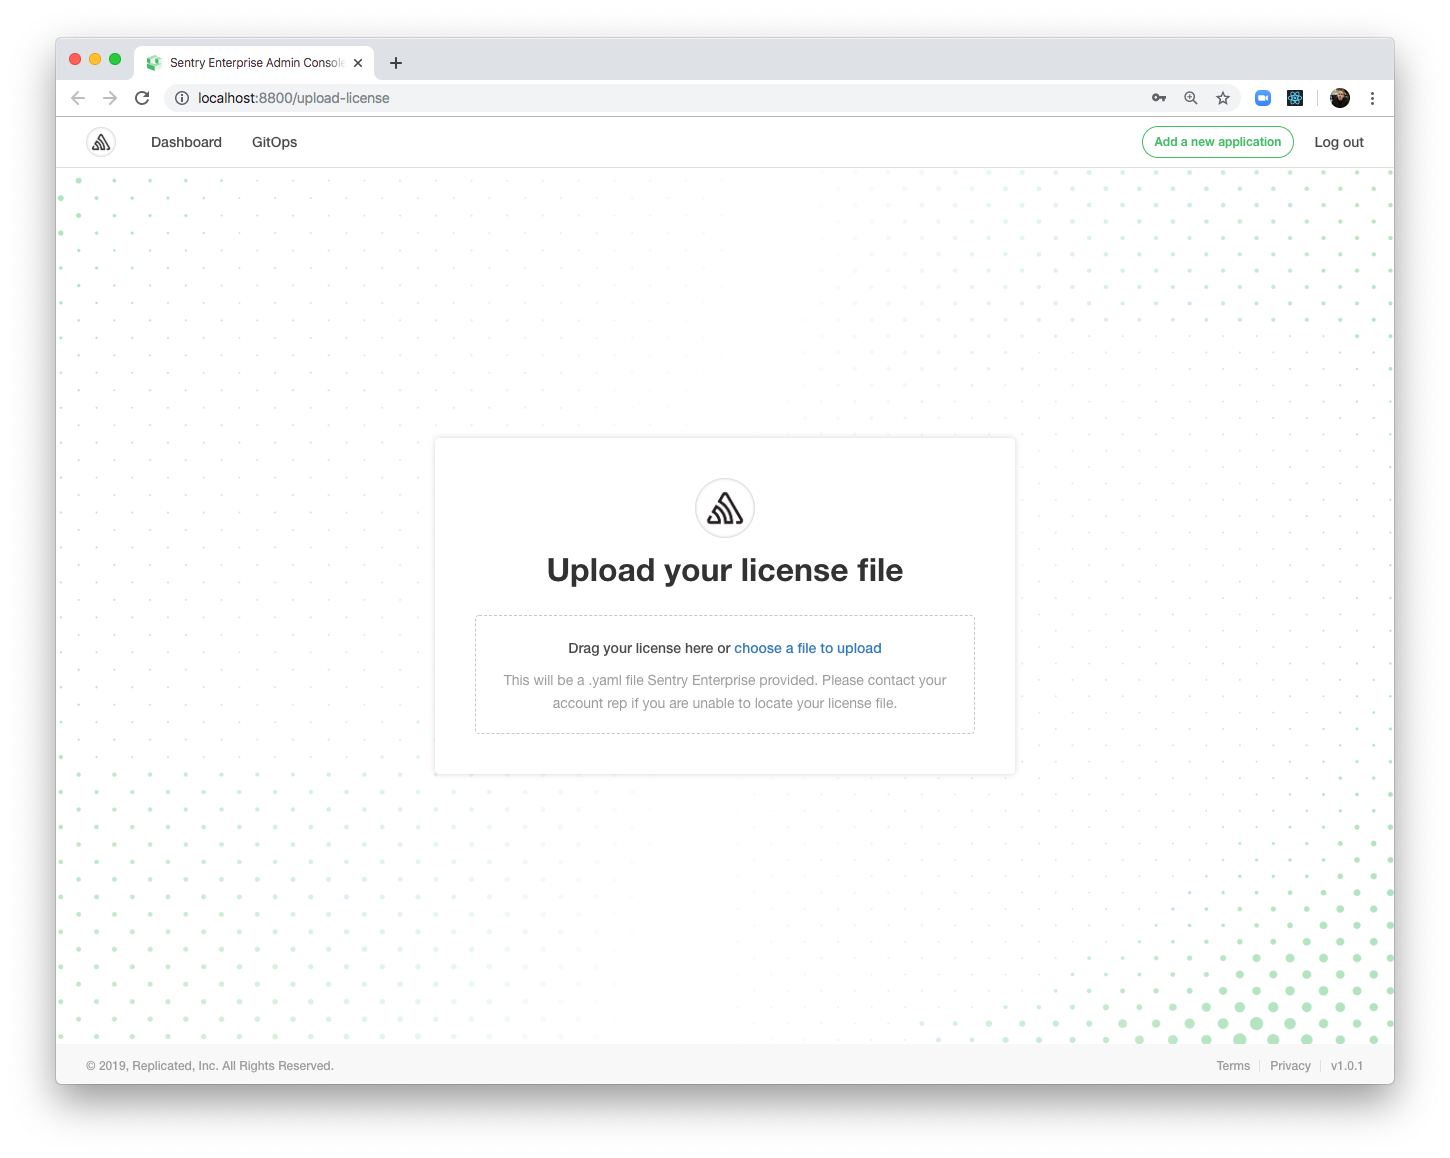 Sentry Enterprise Admin Console
localhost:8800/upload-license
Dashboard GitOps Add a new application Log out
Upload your license file
Drag your license here or choose a file to upload
This will be a .yaml file Sentry Enterprise provided. Please contact your
account rep if you are unable to locate your license file.
© 2019, Replicated, Inc. All Rights Reserved. Terms Privacy v1.0.1